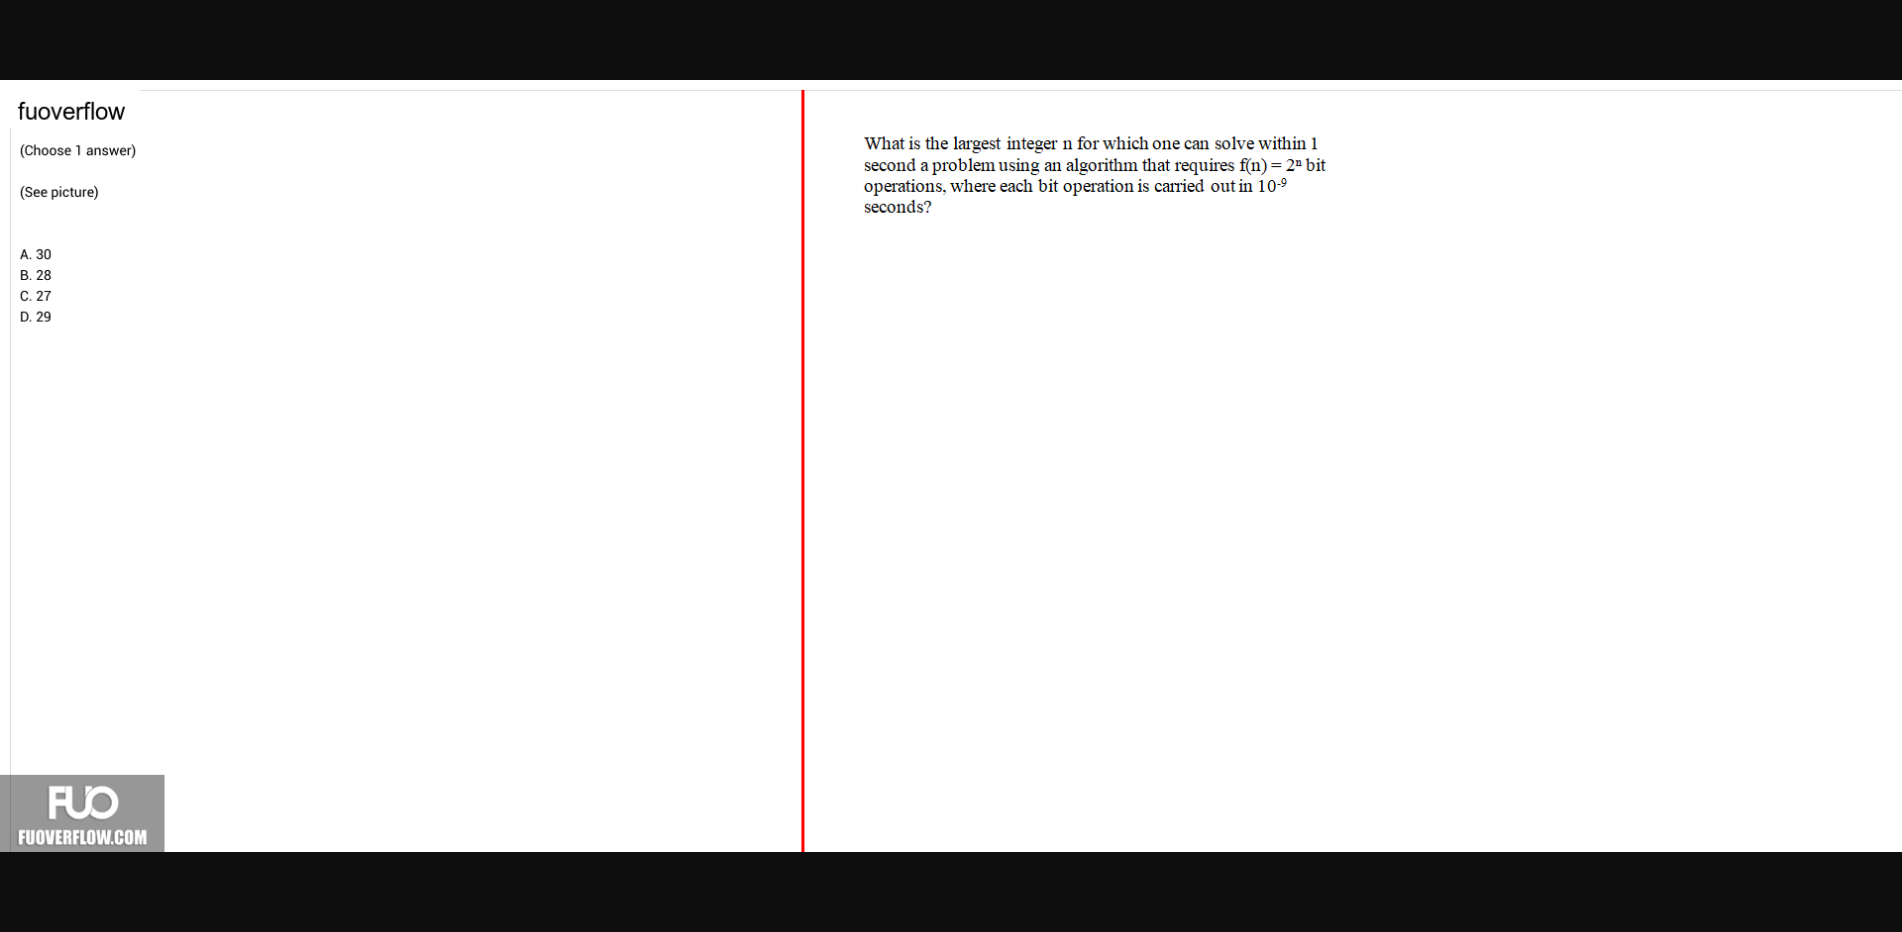 fuoverflow
(Choose 1 answer)
(See picture)
A. 30
B. 28
C. 27
D. 29
What is the largest integer n for which one can solve within 1
second a problem using an algorithm that requires f(n) = 2ⁿ bit
operations, where each bit operation is carried out in 10⁻⁹
seconds?
FUO
FUOVERFLOW.COM